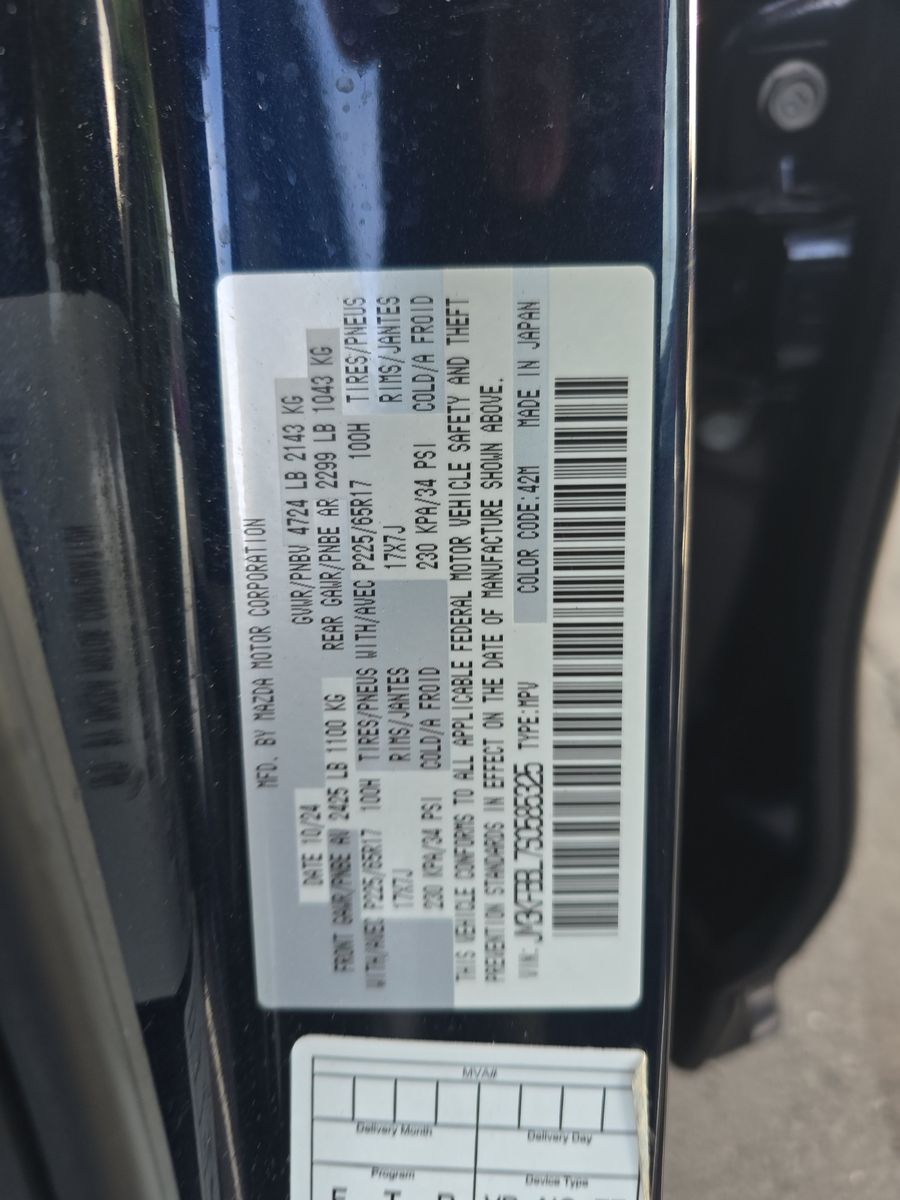 MFD. BY MAZDA MOTOR CORPORATION
DATE 10/24 GVWR/PNBV 4724 LB 2143 KG
FRONT GAWR/PNBE AV 2425 LB 1100 KG REAR GAWR/PNBE AR 2299 LB 1043 KG
WITH/AVEC P225/65R17 100H TIRES/PNEUS WITH/AVEC P225/65R17 100H TIRES/PNEUS
17X7J RIMS/JANTES 17X7J RIMS/JANTES
230 KPA/34 PSI COLD/A FROID 230 KPA/34 PSI COLD/A FROID
THIS VEHICLE CONFORMS TO ALL APPLICABLE FEDERAL MOTOR VEHICLE SAFETY AND THEFT
PREVENTION STANDARDS IN EFFECT ON THE DATE OF MANUFACTURE SHOWN ABOVE.
VIN: JM3KFBBL7S0585325 TYPE:MPV COLOR CODE:42M MADE IN JAPAN
MVA#
Delivery Month Delivery Day
Program Device Type